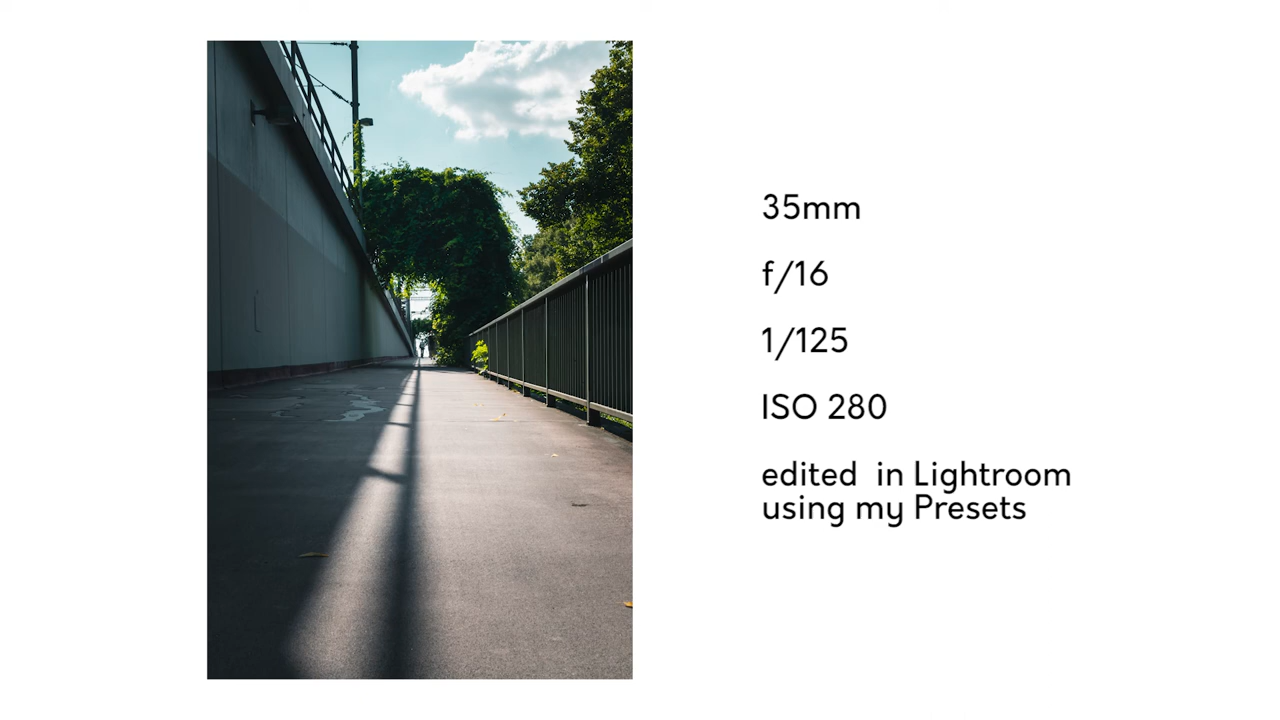 35mm
f/16
1/125
ISO 280
edited  in Lightroom
using my Presets